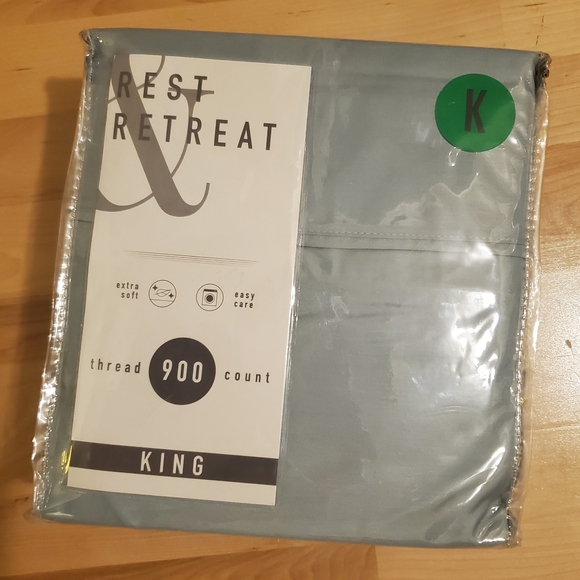 REST
&
RETREAT
K
extra
soft
easy
care
thread 900 count
KING